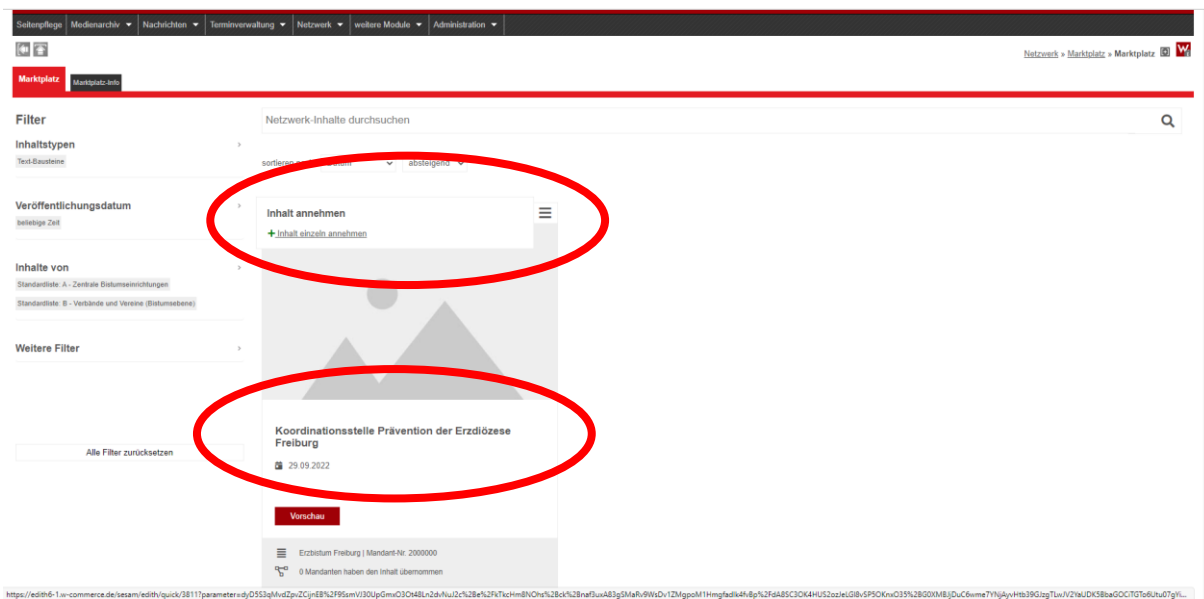 Seitenpflege Medienarchiv Nachrichten Terminverwaltung Netzwerk weitere Module Administration
Netzwerk » Marktplatz » Marktplatz
Marktplatz Marktplatz-Info
Filter
Netzwerk-Inhalte durchsuchen
Inhaltstypen
Text-Bausteine
sortieren
absteigend
Veröffentlichungsdatum
beliebige Zeit
Inhalt annehmen
+ Inhalt einzeln annehmen
Inhalte von
Standardliste: A - Zentrale Bistumseinrichtungen
Standardliste: B - Verbände und Vereine (Bistumsebene)
Weitere Filter
Alle Filter zurücksetzen
Koordinationsstelle Prävention der Erzdiözese
Freiburg
29.09.2022
Vorschau
Erzbistum Freiburg | Mandant-Nr. 2000000
0 Mandanten haben den Inhalt übernommen